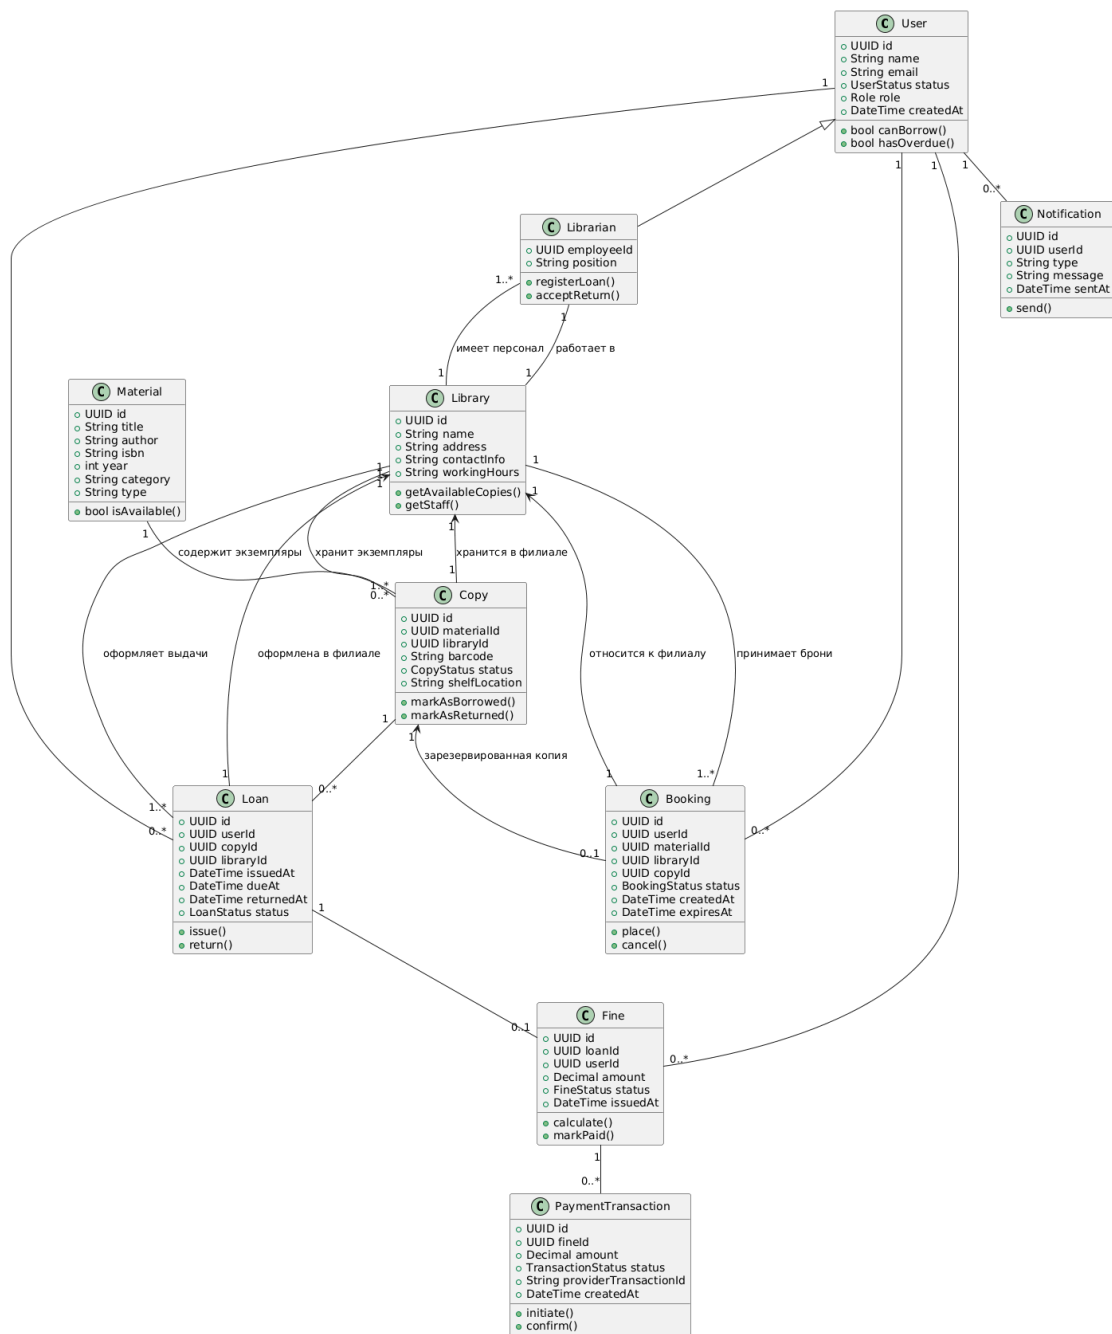 C User
UUID id
String name
String email
UserStatus status
Role role
DateTime createdAt
bool canBorrow()
bool hasOverdue()
1
1
1
1
0..*
C Notification
UUID id
UUID userId
String type
String message
DateTime sentAt
send()
C Librarian
UUID employeeId
String position
registerLoan()
acceptReturn()
1..*
1
имеет персонал
работает в
1
1
C Material
UUID id
String title
String author
String isbn
int year
String category
String type
bool isAvailable()
1
C Library
UUID id
String name
String address
String contactInfo
String workingHours
getAvailableCopies()
getStaff()
1
1
1
1
1
содержит экземпляры
хранит экземпляры
хранится в филиале
1..*
0..*
1
C Copy
UUID id
UUID materialId
UUID libraryId
String barcode
CopyStatus status
String shelfLocation
markAsBorrowed()
markAsReturned()
оформляет выдачи
оформлена в филиале
относится к филиалу
принимает брони
1
1
зарезервированная копия
1
0..*
1
1..*
1..*
0..*
0..1
0..*
C Loan
UUID id
UUID userId
UUID copyId
UUID libraryId
DateTime issuedAt
DateTime dueAt
DateTime returnedAt
LoanStatus status
issue()
return()
1
C Booking
UUID id
UUID userId
UUID materialId
UUID libraryId
UUID copyId
BookingStatus status
DateTime createdAt
DateTime expiresAt
place()
cancel()
0..1
0..*
C Fine
UUID id
UUID loanId
UUID userId
Decimal amount
FineStatus status
DateTime issuedAt
calculate()
markPaid()
1
0..*
C PaymentTransaction
UUID id
UUID fineId
Decimal amount
TransactionStatus status
String providerTransactionId
DateTime createdAt
initiate()
confirm()